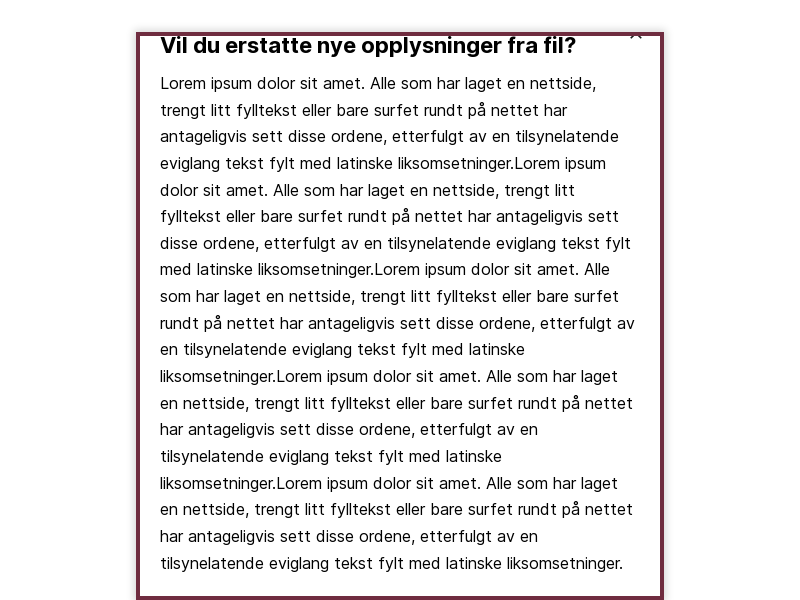 Vil du erstatte nye opplysninger fra fil?
Lorem ipsum dolor sit amet. Alle som har laget en nettside,
trengt litt fylltekst eller bare surfet rundt på nettet har
antageligvis sett disse ordene, etterfulgt av en tilsynelatende
eviglang tekst fylt med latinske liksomsetninger.Lorem ipsum
dolor sit amet. Alle som har laget en nettside, trengt litt
fylltekst eller bare surfet rundt på nettet har antageligvis sett
disse ordene, etterfulgt av en tilsynelatende eviglang tekst fylt
med latinske liksomsetninger.Lorem ipsum dolor sit amet. Alle
som har laget en nettside, trengt litt fylltekst eller bare surfet
rundt på nettet har antageligvis sett disse ordene, etterfulgt av
en tilsynelatende eviglang tekst fylt med latinske
liksomsetninger.Lorem ipsum dolor sit amet. Alle som har laget
en nettside, trengt litt fylltekst eller bare surfet rundt på nettet
har antageligvis sett disse ordene, etterfulgt av en
tilsynelatende eviglang tekst fylt med latinske
liksomsetninger.Lorem ipsum dolor sit amet. Alle som har laget
en nettside, trengt litt fylltekst eller bare surfet rundt på nettet
har antageligvis sett disse ordene, etterfulgt av en
tilsynelatende eviglang tekst fylt med latinske liksomsetninger.